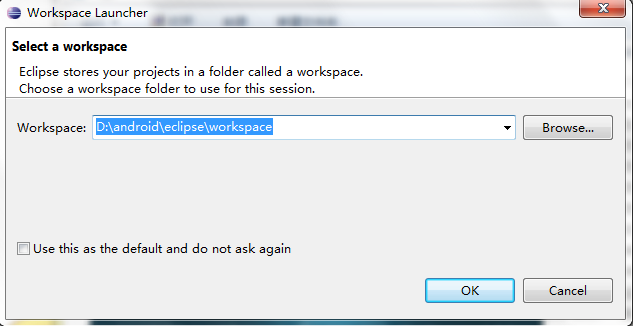 Workspace Launcher
Select a workspace
Eclipse stores your projects in a folder called a workspace.
Choose a workspace folder to use for this session.
Workspace: D:\android\eclipse\workspace Browse...
Use this as the default and do not ask again
OK Cancel